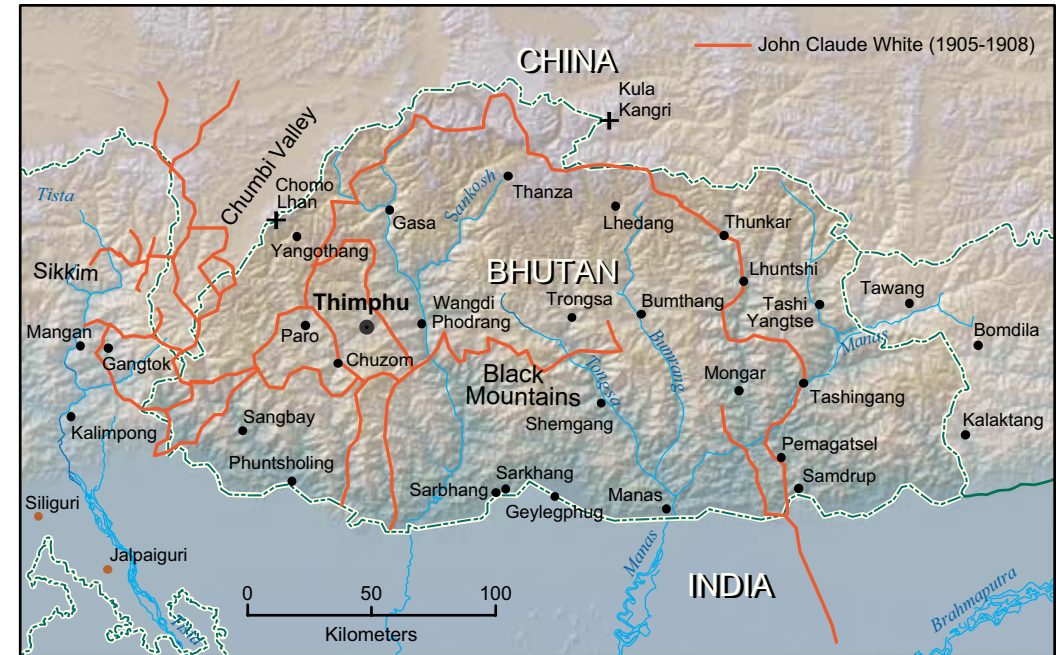 John Claude White (1905-1908)
CHINA
Kula
Kangri
Chumbi Valley
Chomo
Lhan
Tista
Sankosh
Thanza
Gasa
Lhedang
Yangothang
Thunkar
Sikkim
BHUTAN
Lhuntshi
Thimphu
Wangdi
Phodrang
Trongsa
Bumthang
Tashi
Yangtse
Tawang
Mangan
Paro
Gangtok
Chuzom
Bumtang
Manas
Bomdila
Black
Mountains
Tongsa
Mongar
Tashingang
Kalimpong
Sangbay
Shemgang
Kalaktang
Phuntsholing
Pemagatsel
Sarkhang
Sarbhang
Geylegphug
Manas
Samdrup
Siliguri
Jalpaiguri
Manas
INDIA
0 50 100
Kilometers
Tista
Brahmaputra